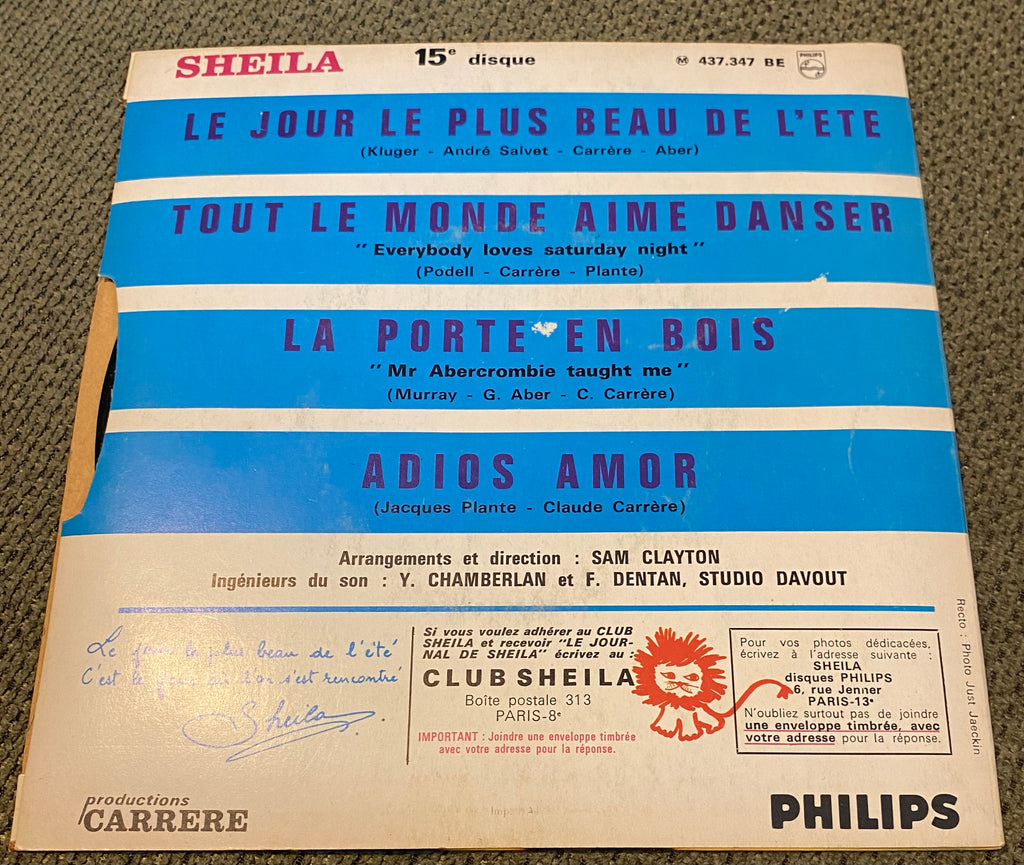 SHEILA 15e disque Ⓜ 437.347 BE PHILIPS
LE JOUR LE PLUS BEAU DE L'ETE
(Kluger - André Salvet - Carrère - Aber)
TOUT LE MONDE AIME DANSER
"Everybody loves saturday night"
(Podell - Carrère - Plante)
LA PORTE EN BOIS
"Mr Abercrombie taught me"
(Murray - G. Aber - C. Carrère)
ADIOS AMOR
(Jacques Plante - Claude Carrère)
Arrangements et direction : SAM CLAYTON
Ingénieurs du son : Y. CHAMBERLAN et F. DENTAN, STUDIO DAVOUT
Le jour le plus beau de l'été
C'est le jour où l'on s'est rencontré
Sheila.
Si vous voulez adhérer au CLUB
SHEILA et recevoir "LE JOUR-
NAL DE SHEILA" écrivez au :
CLUB SHEILA
Boîte postale 313
PARIS-8e
IMPORTANT : Joindre une enveloppe timbrée
avec votre adresse pour la réponse.
Pour vos photos dédicacées,
écrivez à l'adresse suivante :
SHEILA
disques PHILIPS
6, rue Jenner
PARIS-13e
N'oubliez surtout pas de joindre
une enveloppe timbrée, avec
votre adresse pour la réponse.
Recto : Photo Just Jaeckin
productions
CARRERE
PHILIPS